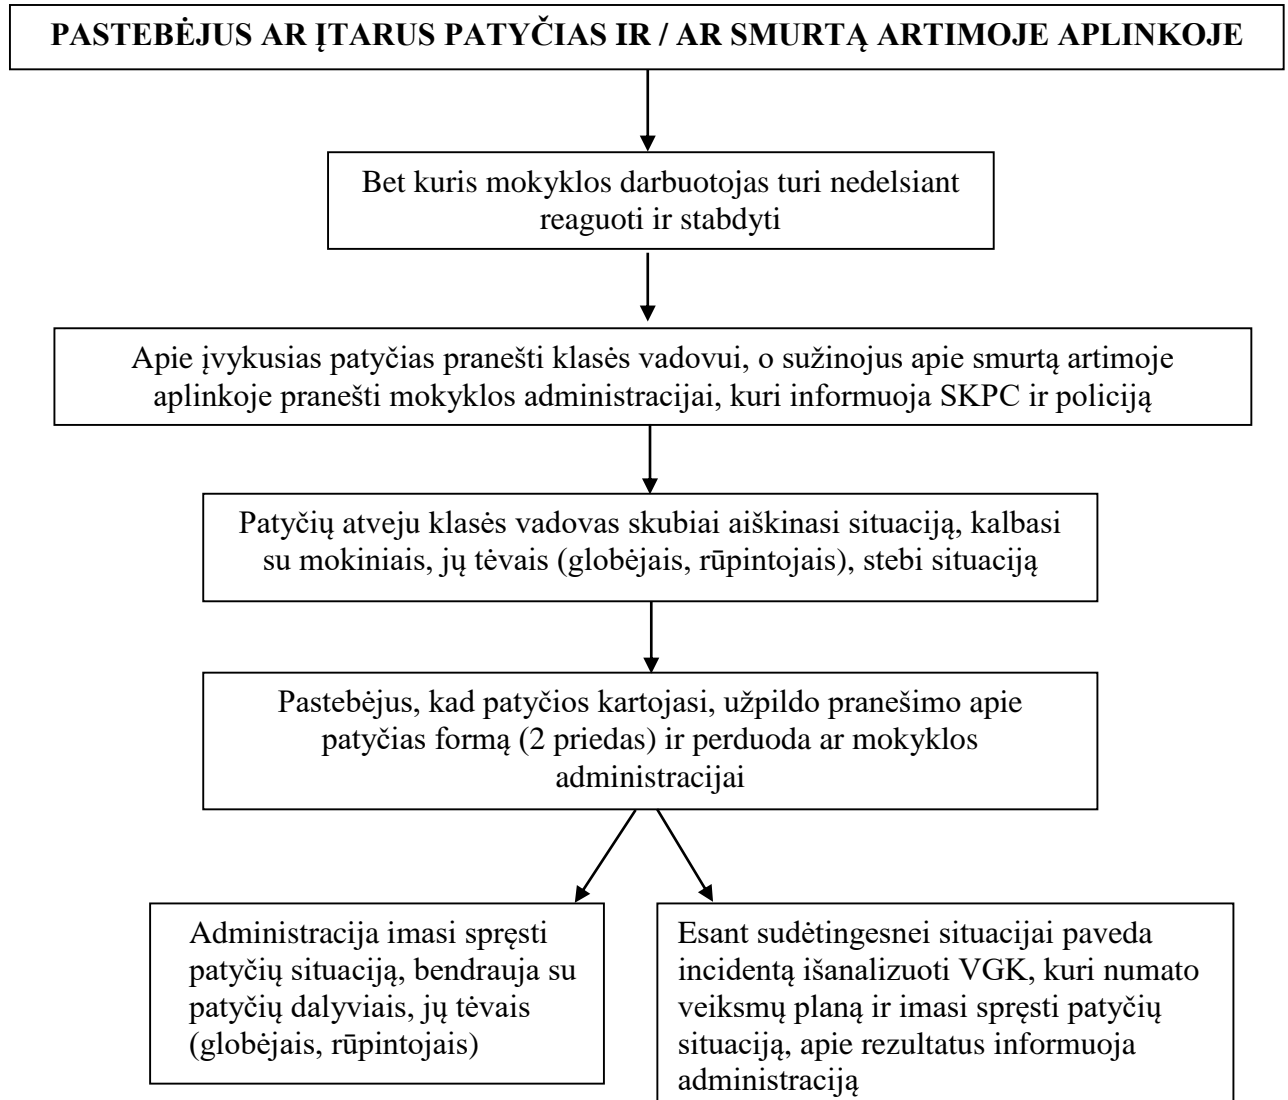 PASTEBĖJUS AR ĮTARUS PATYČIAS IR / AR SMURTĄ ARTIMOJE APLINKOJE
Bet kuris mokyklos darbuotojas turi nedelsiant
reaguoti ir stabdyti
Apie įvykusias patyčias pranešti klasės vadovui, o sužinojus apie smurtą artimoje
aplinkoje pranešti mokyklos administracijai, kuri informuoja SKPC ir policiją
Patyčių atveju klasės vadovas skubiai aiškinasi situaciją, kalbasi
su mokiniais, jų tėvais (globėjais, rūpintojais), stebi situaciją
Pastebėjus, kad patyčios kartojasi, užpildo pranešimo apie
patyčias formą (2 priedas) ir perduoda ar mokyklos
administracijai
Administracija imasi spręsti
patyčių situaciją, bendrauja su
patyčių dalyviais, jų tėvais
(globėjais, rūpintojais)
Esant sudėtingesnei situacijai paveda
incidentą išanalizuoti VGK, kuri numato
veiksmų planą ir imasi spręsti patyčių
situaciją, apie rezultatus informuoja
administraciją